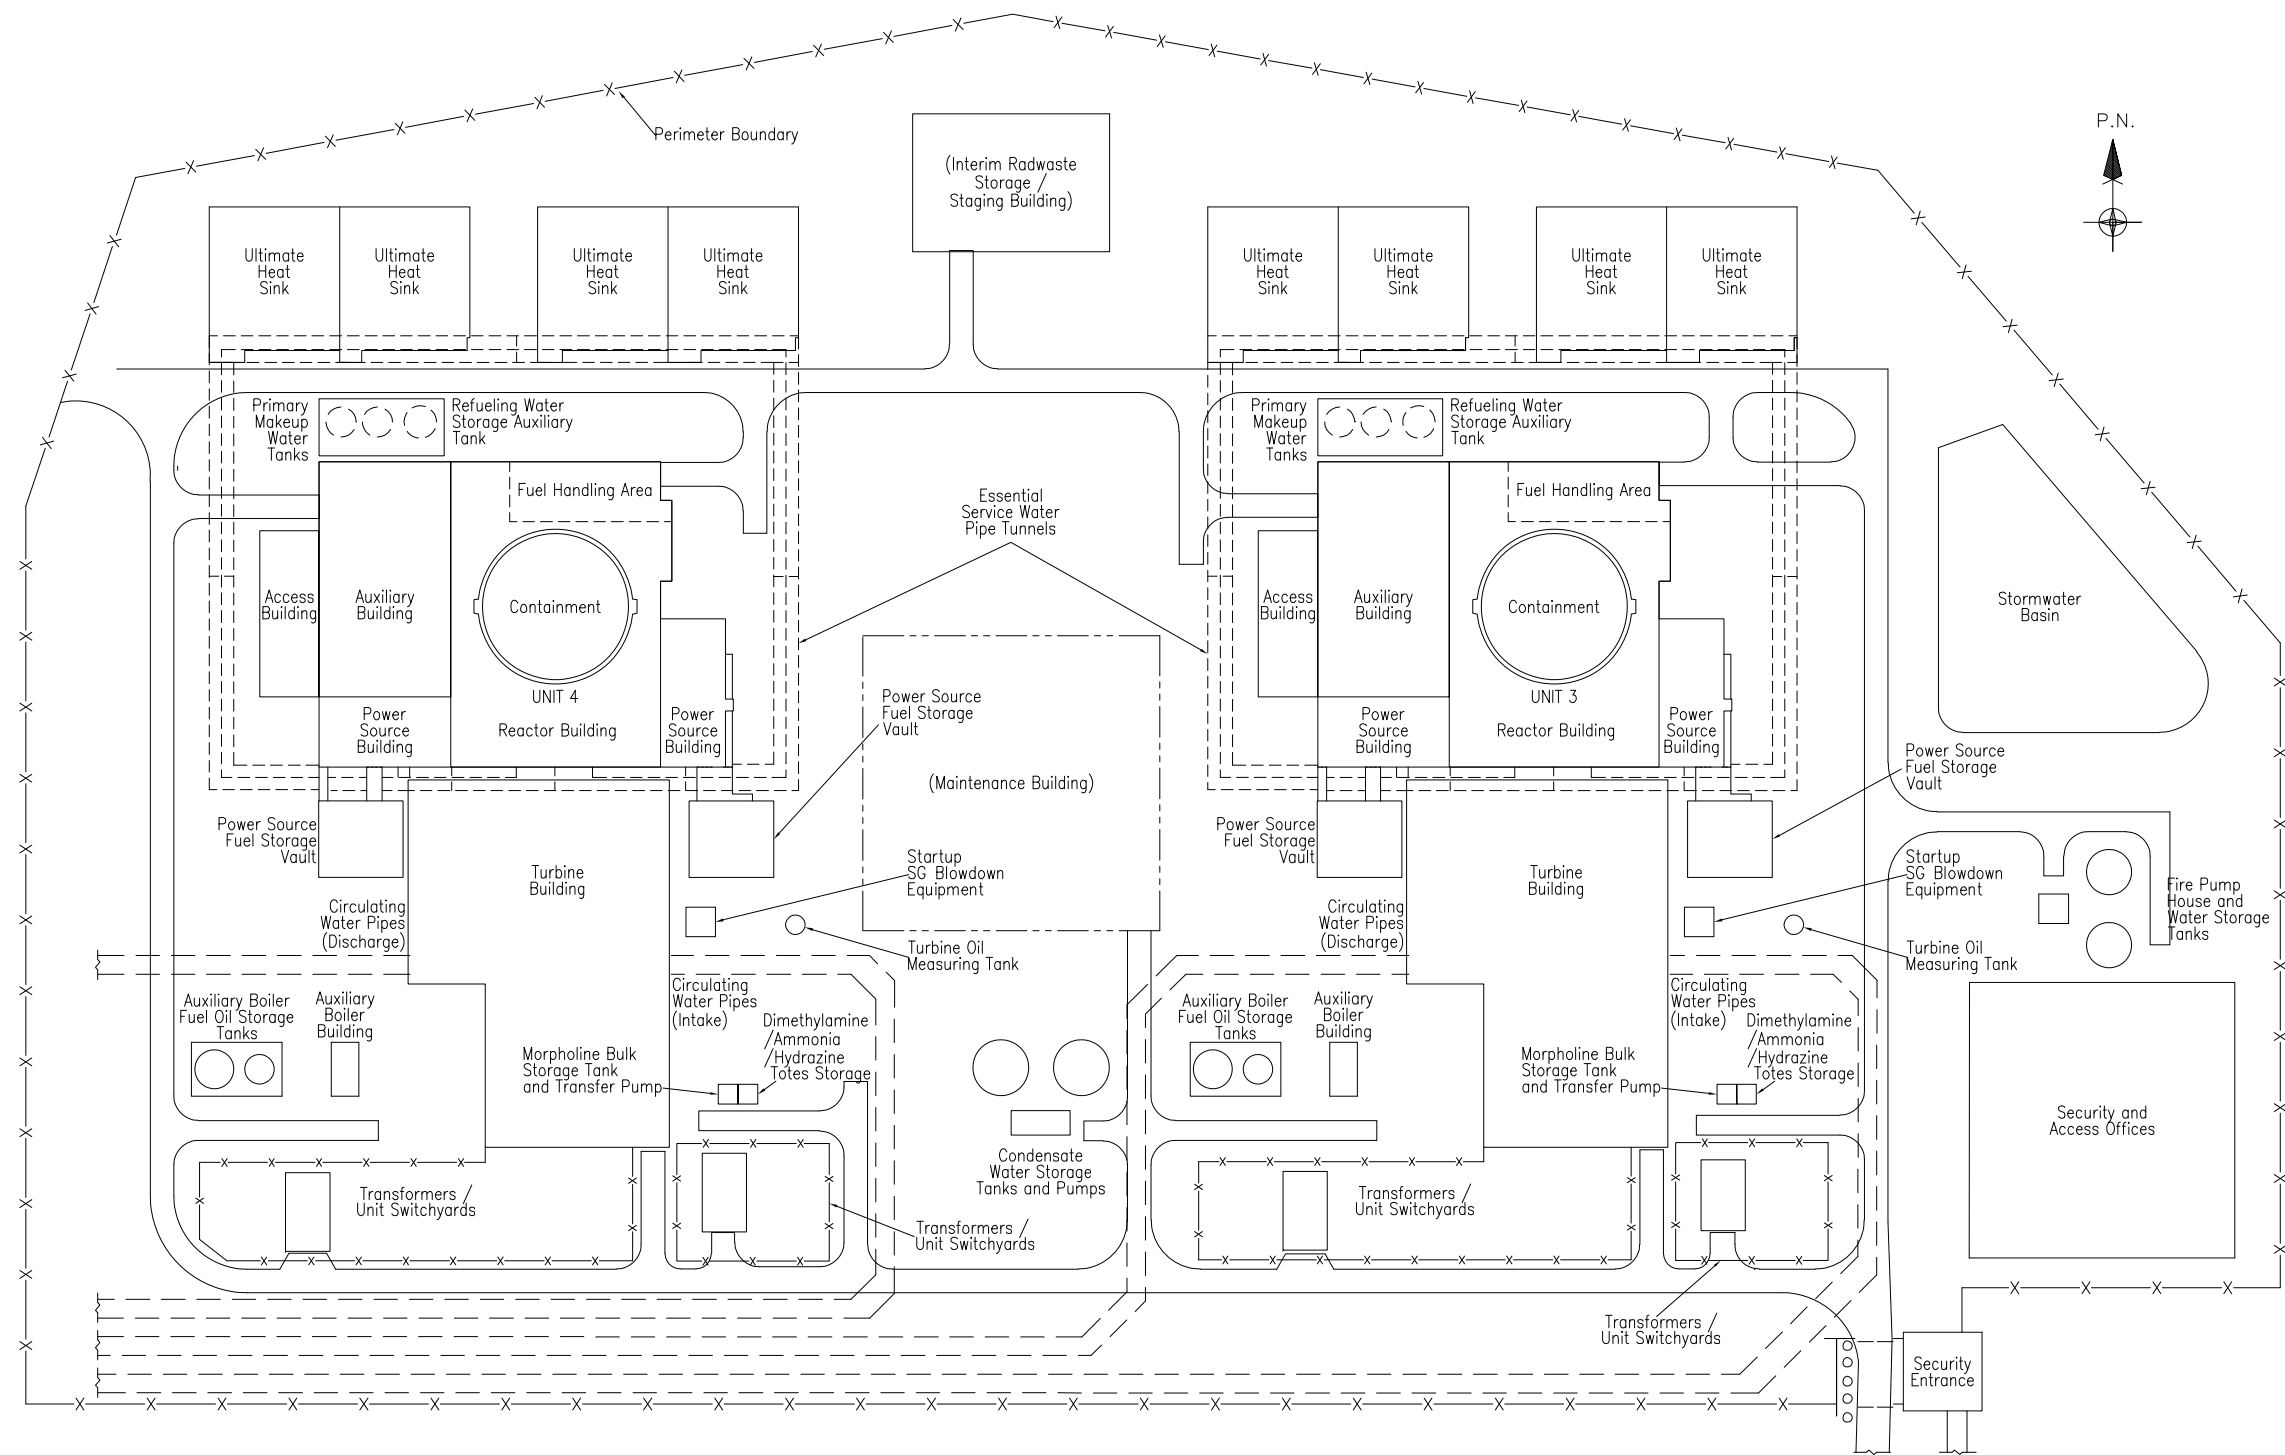 P.N.
Perimeter Boundary
(Interim Radwaste
Storage /
Staging Building)
Ultimate
Heat
Sink
Ultimate
Heat
Sink
Ultimate
Heat
Sink
Ultimate
Heat
Sink
Ultimate
Heat
Sink
Ultimate
Heat
Sink
Ultimate
Heat
Sink
Ultimate
Heat
Sink
Primary
Makeup
Water
Tanks
Refueling Water
Storage Auxiliary
Tank
Primary
Makeup
Water
Tanks
Refueling Water
Storage Auxiliary
Tank
Fuel Handling Area
Essential
Service Water
Pipe Tunnels
Fuel Handling Area
Access
Building
Auxiliary
Building
Containment
Access
Building
Auxiliary
Building
Containment
Stormwater
Basin
UNIT 4
Reactor Building
Power
Source
Building
Power
Source
Building
Power Source
Fuel Storage
Vault
UNIT 3
Reactor Building
Power
Source
Building
Power
Source
Building
Power Source
Fuel Storage
Vault
(Maintenance Building)
Power Source
Fuel Storage
Vault
Power Source
Fuel Storage
Vault
Turbine
Building
Startup
SG Blowdown
Equipment
Turbine
Building
Startup
SG Blowdown
Equipment
Fire Pump
House and
Water Storage
Tanks
Circulating
Water Pipes
(Discharge)
Turbine Oil
Measuring Tank
Circulating
Water Pipes
(Discharge)
Turbine Oil
Measuring Tank
Auxiliary Boiler
Fuel Oil Storage
Tanks
Auxiliary
Boiler
Building
Circulating
Water Pipes
(Intake)
Dimethylamine
/Ammonia
/Hydrazine
Totes Storage
Morpholine Bulk
Storage Tank
and Transfer Pump
Auxiliary Boiler
Fuel Oil Storage
Tanks
Auxiliary
Boiler
Building
Circulating
Water Pipes
(Intake)
Dimethylamine
/Ammonia
/Hydrazine
Totes Storage
Morpholine Bulk
Storage Tank
and Transfer Pump
Security and
Access Offices
Condensate
Water Storage
Tanks and Pumps
Transformers /
Unit Switchyards
Transformers /
Unit Switchyards
Transformers /
Unit Switchyards
Transformers /
Unit Switchyards
Security
Entrance